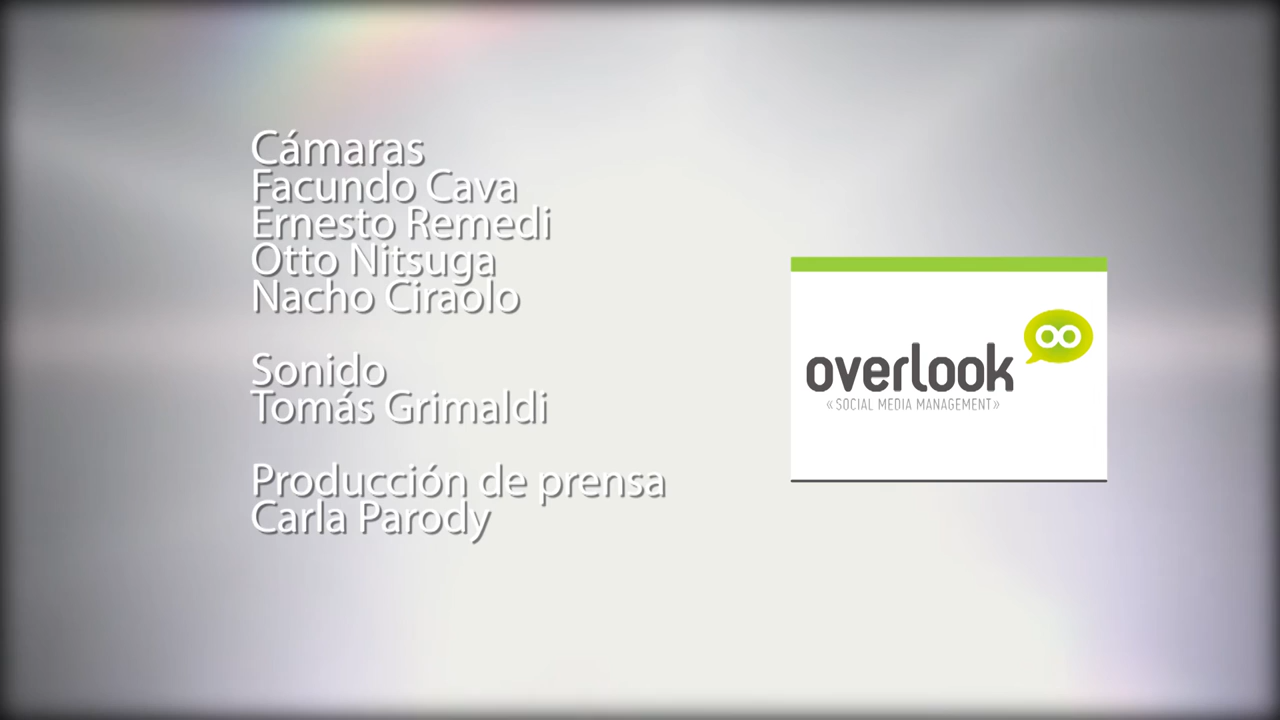 Cámaras
Facundo Cava
Ernesto Remedi
Otto Nitsuga
Nacho Ciraolo
Sonido
Tomás Grimaldi
Producción de prensa
Carla Parody
overlook
«SOCIAL MEDIA MANAGEMENT»